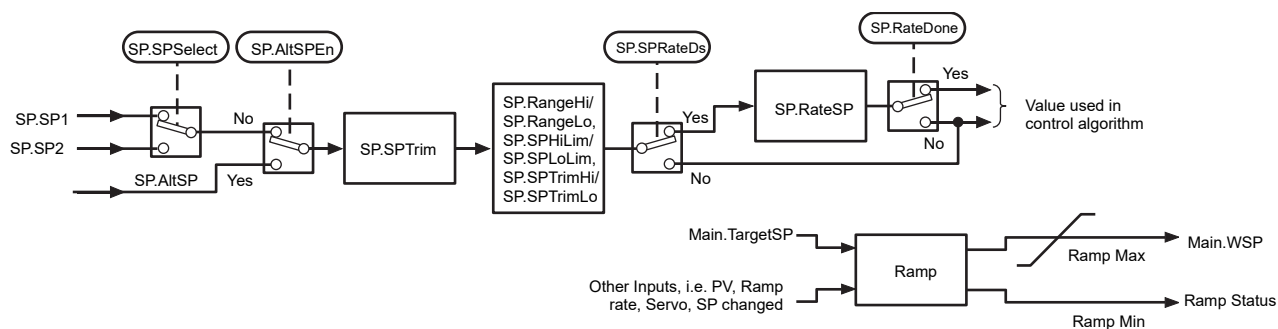 SP.SPSelect
SP.AltSPEn
SP.SPRateDs
SP.RateDone
SP.SP1
SP.SP2
SP.AltSP
No
Yes
SP.SPTrim
SP.RangeHi/
SP.RangeLo,
SP.SPHiLim/
SP.SPLoLim,
SP.SPTrimHi/
SP.SPTrimLo
Yes
No
SP.RateSP
Yes
No
Value used in
control algorithm
Main.TargetSP
Other Inputs, i.e. PV, Ramp
rate, Servo, SP changed
Ramp
Ramp Max
Main.WSP
Ramp Status
Ramp Min